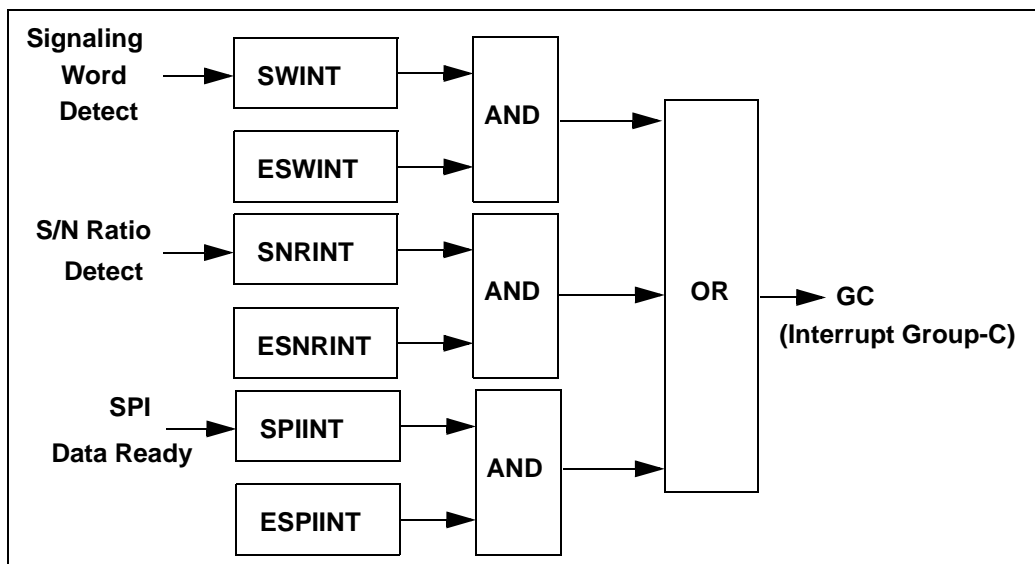 Signaling
Word
Detect
SWINT
ESWINT
AND
S/N Ratio
Detect
SNRINT
ESNRINT
AND
SPI
Data Ready
SPIINT
ESPIINT
AND
OR
GC
(Interrupt Group-C)